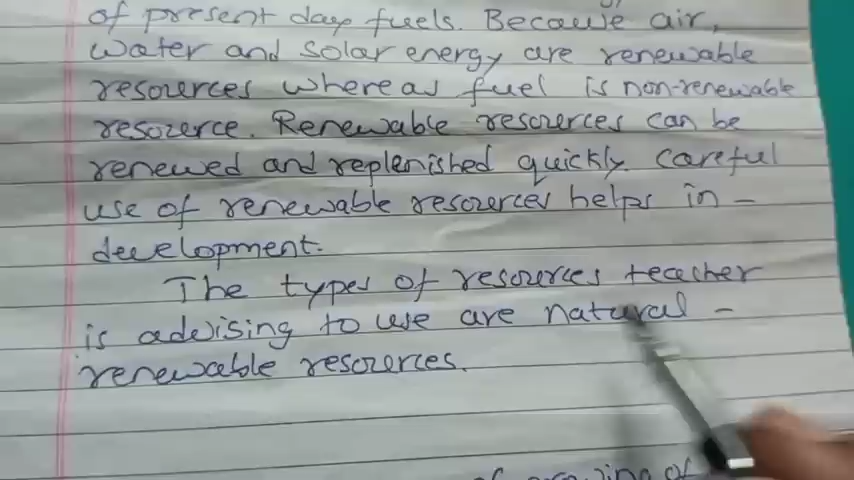 of present day fuels. Because air,
water and solar energy are renewable
resources whereas fuel is non-renewable
resource. Renewable resources can be
renewed and replenished quickly. Careful
use of renewable resources helps in -
development.
The types of resources teacher
is advising to use are natural -
renewable resources.
of